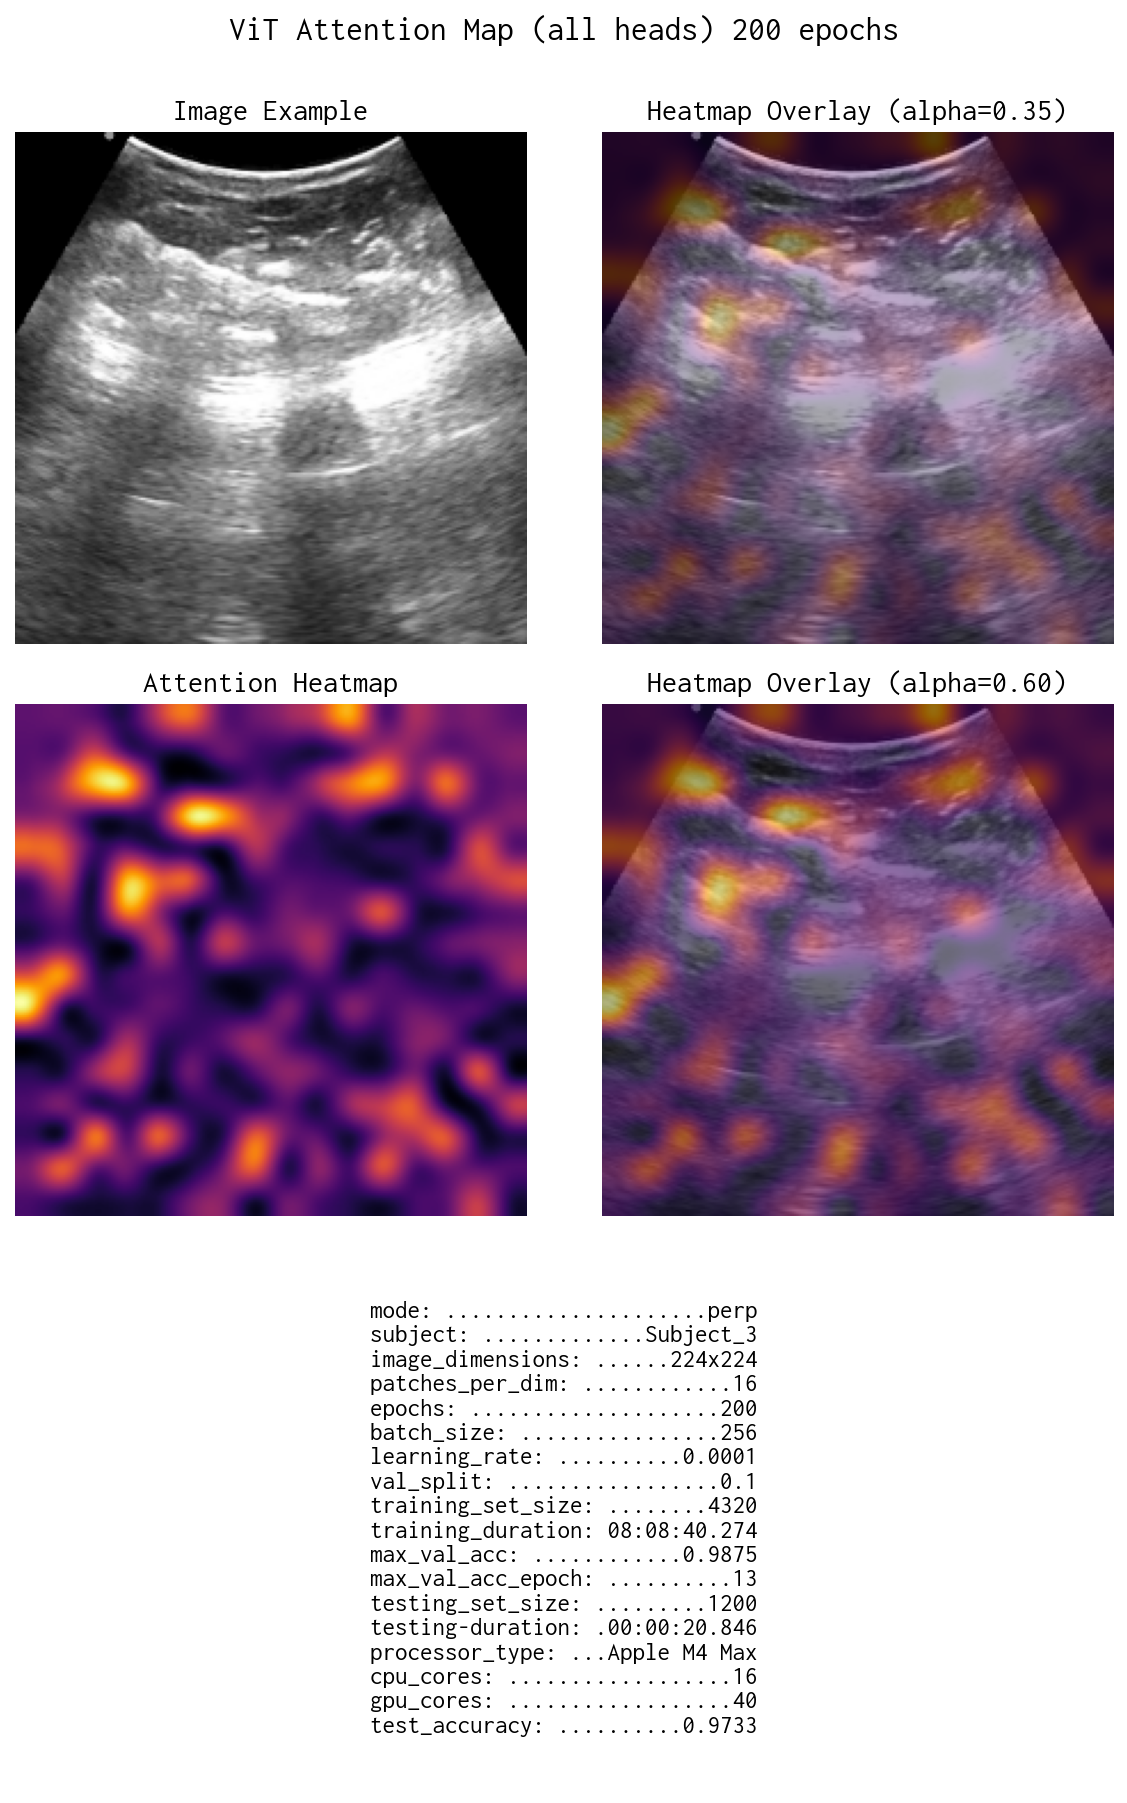 ViT Attention Map (all heads) 200 epochs
Image Example
Heatmap Overlay (alpha=0.35)
Attention Heatmap
Heatmap Overlay (alpha=0.60)
mode: .....................perp
subject: .............Subject_3
image_dimensions: ......224x224
patches_per_dim: ............16
epochs: ....................200
batch_size: ................256
learning_rate: ..........0.0001
val_split: .................0.1
training_set_size: ........4320
training_duration: 08:08:40.274
max_val_acc: ............0.9875
max_val_acc_epoch: ..........13
testing_set_size: .........1200
testing-duration: .00:00:20.846
processor_type: ...Apple M4 Max
cpu_cores: ..................16
gpu_cores: ..................40
test_accuracy: ..........0.9733